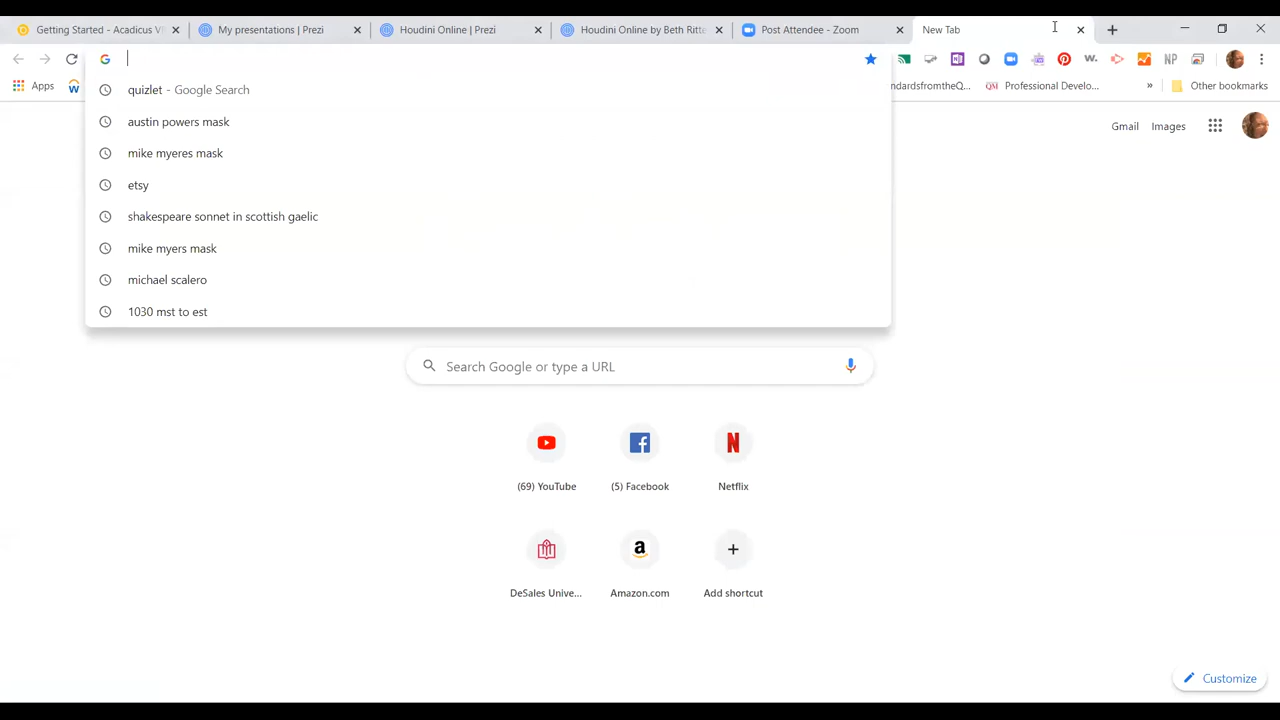 Getting Started - Acadicus V
My presentations | Prezi
Houdini Online | Prezi
Houdini Online by Beth Ritt
Post Attendee - Zoom
New Tab
Apps
ndardsfromtheQ...
QM
Professional Develo...
»
Other bookmarks
quizlet - Google Search
austin powers mask
mike myeres mask
etsy
shakespeare sonnet in scottish gaelic
mike myers mask
michael scalero
1030 mst to est
Gmail
Images
Search Google or type a URL
(69) YouTube
(5) Facebook
Netflix
DeSales Unive...
Amazon.com
Add shortcut
Customize